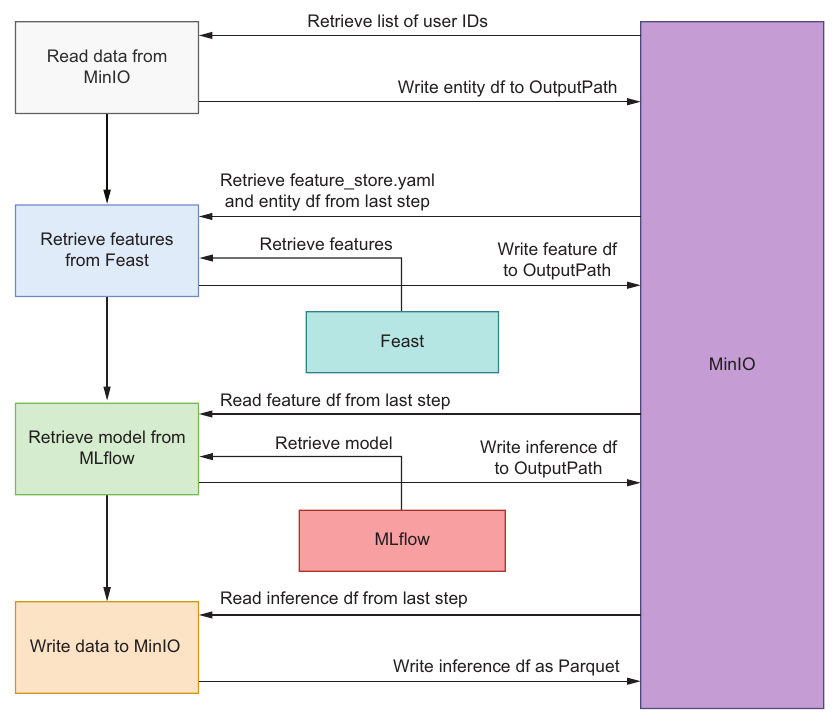 Retrieve list of user IDs
Read data from
MinIO
Write entity df to OutputPath
Retrieve feature_store.yaml
and entity df from last step
Retrieve features
from Feast
Retrieve features
Write feature df
to OutputPath
Feast
MinIO
Read feature df from last step
Retrieve model from
MLflow
Retrieve model
Write inference df
to OutputPath
MLflow
Read inference df from last step
Write data to MinIO
Write inference df as Parquet